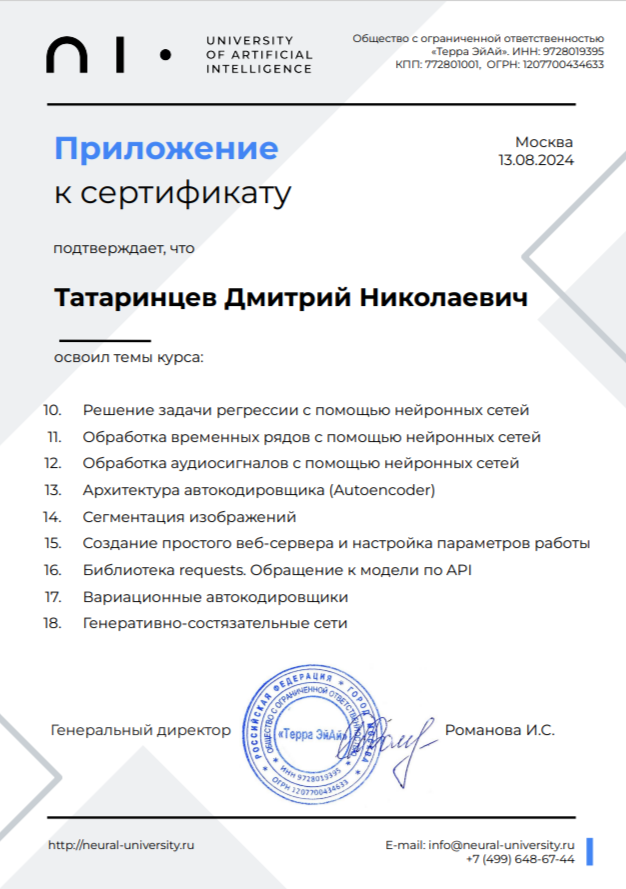 UNIVERSITY
OF ARTIFICIAL
INTELLIGENCE
Общество с ограниченной ответственностью
«Терра ЭйАй». ИНН: 9728019395
КПП: 772801001, ОГРН: 1207700434633
Приложение
к сертификату
Москва
13.08.2024
подтверждает, что
Татаринцев Дмитрий Николаевич
освоил темы курса:
10. Решение задачи регрессии с помощью нейронных сетей
11. Обработка временных рядов с помощью нейронных сетей
12. Обработка аудиосигналов с помощью нейронных сетей
13. Архитектура автокодировщика (Autoencoder)
14. Сегментация изображений
15. Создание простого веб-сервера и настройка параметров работы
16. Библиотека requests. Обращение к модели по API
17. Вариационные автокодировщики
18. Генеративно-состязательные сети
Генеральный директор
РОССИЙСКАЯ ФЕДЕРАЦИЯ * ГОРОД МОСКВА
ОБЩЕСТВО С ОГРАНИЧЕННОЙ ОТВЕТСТВЕННОСТЬЮ
«Терра ЭйАй»
ИНН 9728019395
ОГРН 1207700434633
Романова И.С.
http://neural-university.ru
E-mail: info@neural-university.ru
+7 (499) 648-67-44